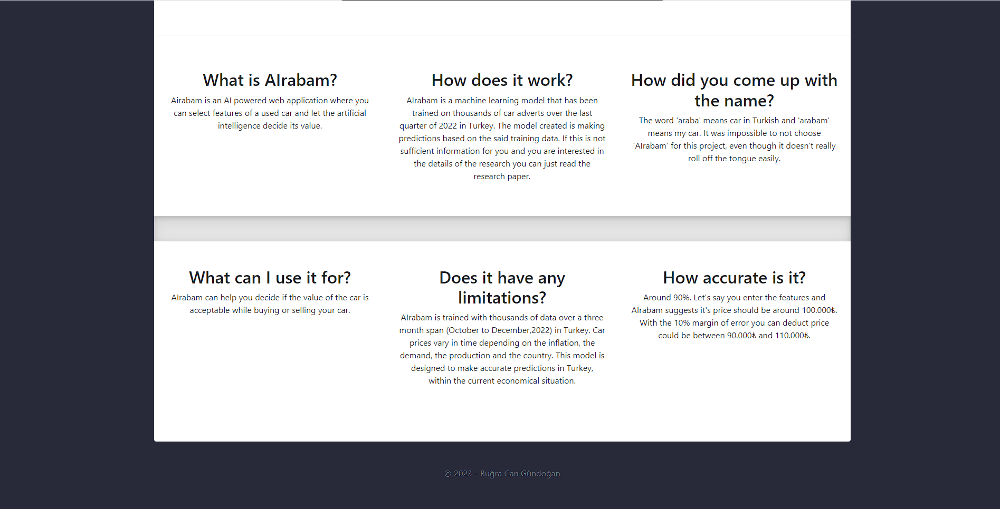 What is AIrabam?
Airabam is an AI powered web application where you
can select features of a used car and let the artificial
intelligence decide its value.
How does it work?
AIrabam is a machine learning model that has been
trained on thousands of car adverts over the last
quarter of 2022 in Turkey. The model created is making
predictions based on the said training data. If this is not
sufficient information for you and you are interested in
the details of the research you can just read the
research paper.
How did you come up with
the name?
The word 'araba' means car in Turkish and 'arabam'
means my car. It was impossible to not choose
'AIrabam' for this project, even though it doesn't really
roll off the tongue easily.
What can I use it for?
AIrabam can help you decide if the value of the car is
acceptable while buying or selling your car.
Does it have any
limitations?
AIrabam is trained with thousands of data over a three
month span (October to December,2022) in Turkey. Car
prices vary in time depending on the inflation, the
demand, the production and the country. This model is
designed to make accurate predictions in Turkey,
within the current economical situation.
How accurate is it?
Around 90%. Let's say you enter the features and
AIrabam suggests it's price should be around 100.000₺.
With the 10% margin of error you can deduct price
could be between 90.000₺ and 110.000₺.
© 2023 - Buğra Can Gündoğan